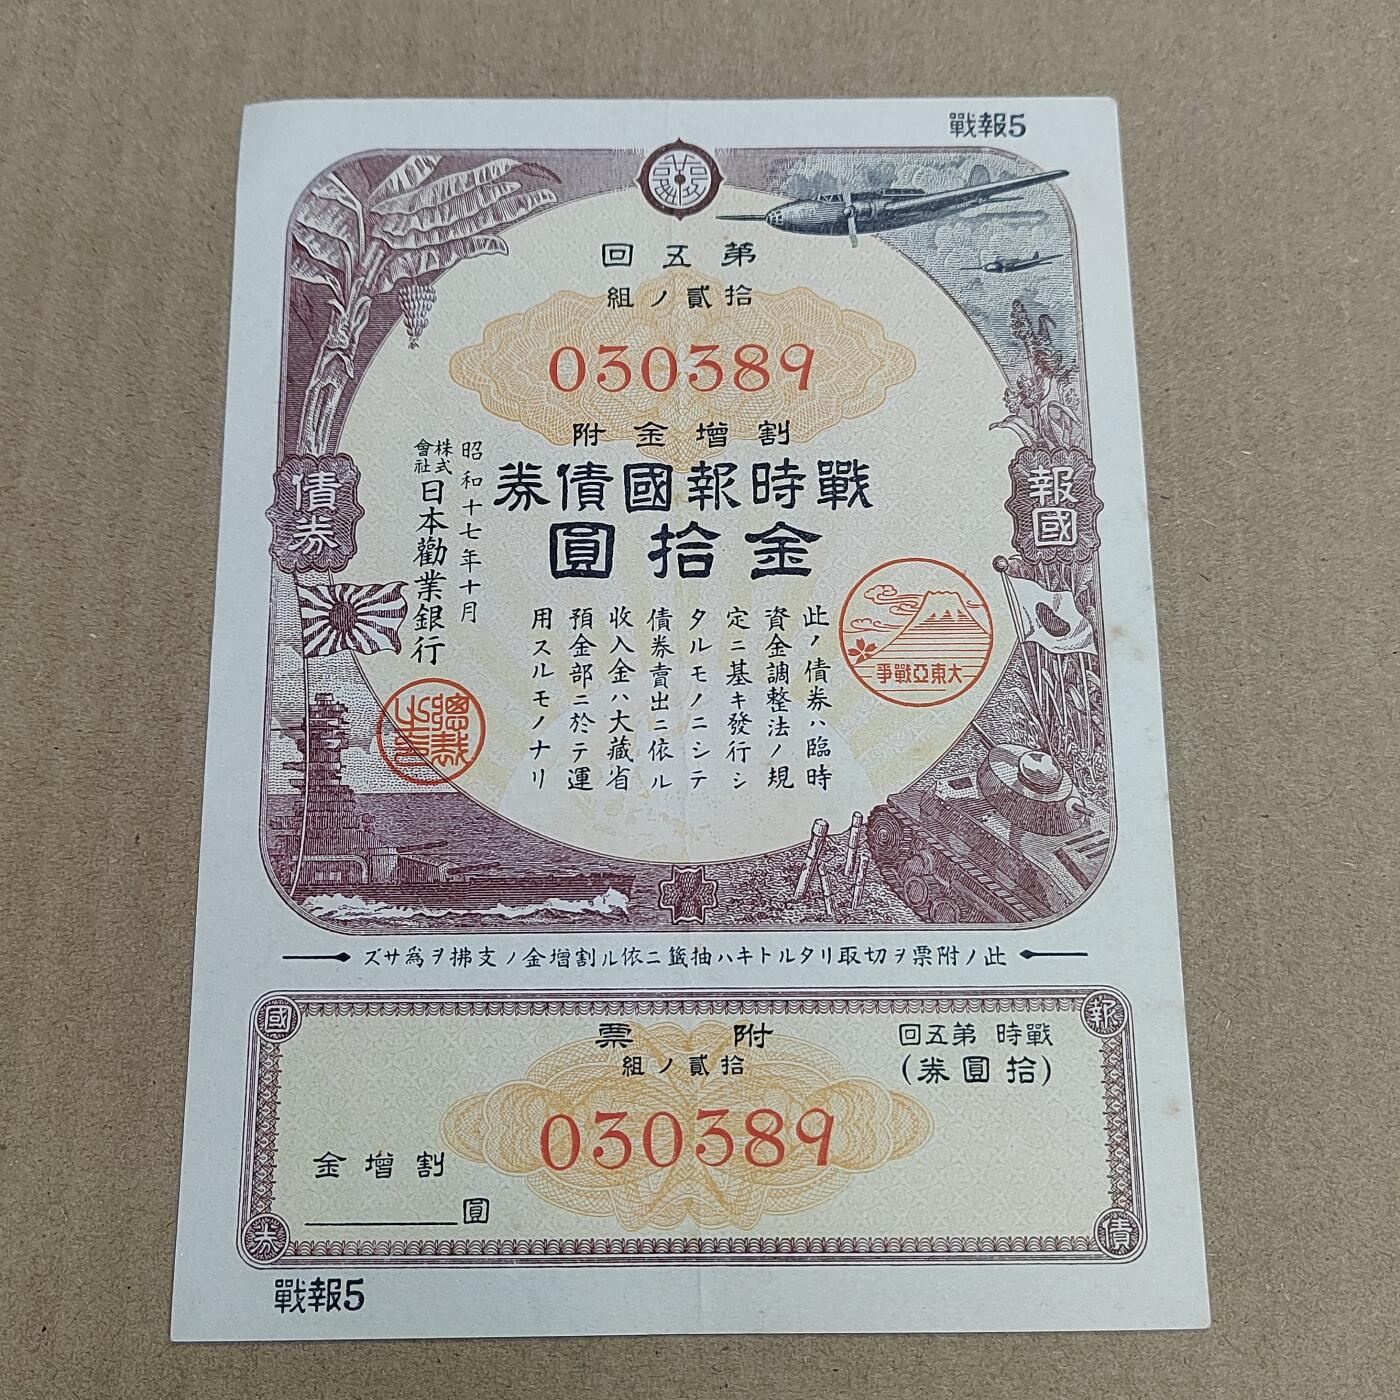 戰報5
第五回
拾貳ノ組
030389
割増金附
戰時報國債券
金拾圓
報國
債券
大東亞戰爭
此ノ債券ハ臨時
資金調整法ノ規
定ニ基キ發行シ
タルモノニシテ
債券賣出ニ依ル
收入金ハ大藏省
預金部ニ於テ運
用スルモノナリ
昭和十七年十月
株式會社日本勸業銀行
總裁
此ノ附票ヲ切取リタルトキハ抽籤ニ依ル割増金ノ支拂ヲ爲サズ
報
國
債
券
戰時 第五回
(拾圓券)
附票
拾貳ノ組
030389
割増金
圓
戰報5